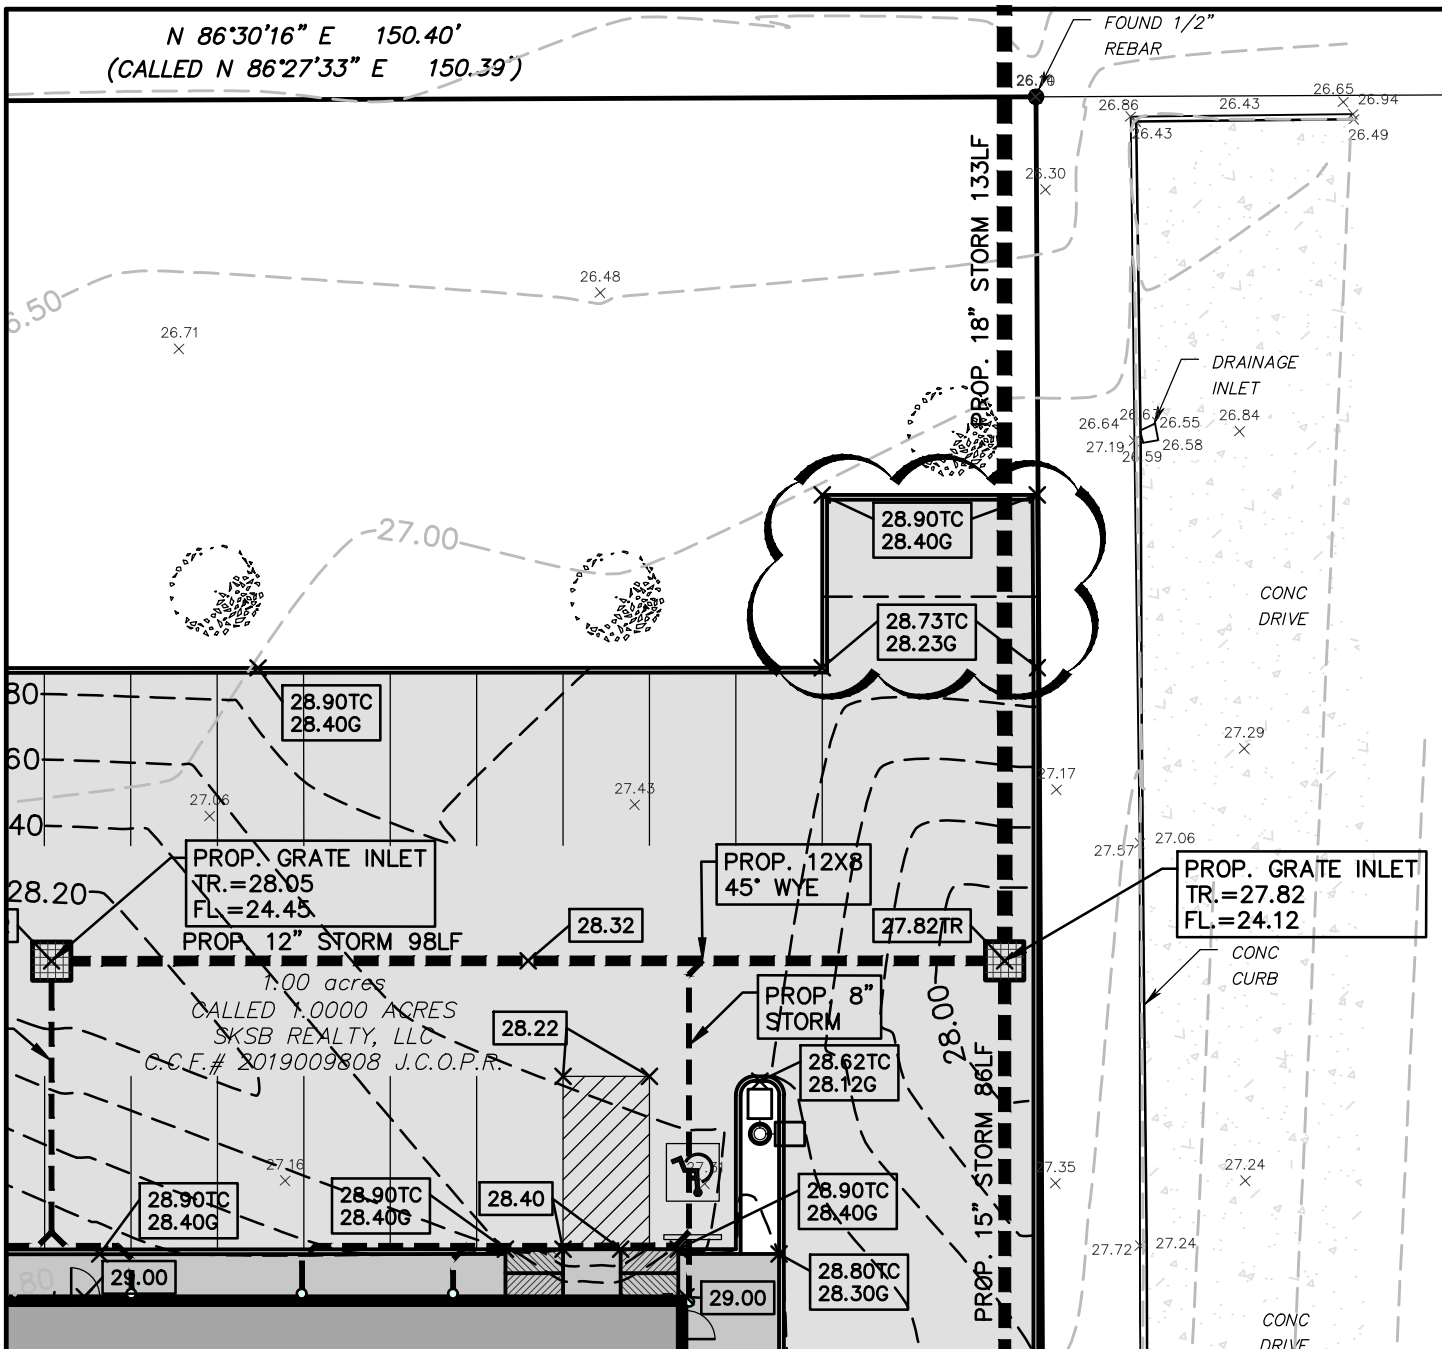 N 86°30'16" E 150.40'
(CALLED N 86°27'33" E 150.39')
FOUND 1/2"
REBAR
26.86
26.43
26.65
26.94
26.43
26.49
26.30
PROP. 18" STORM 133LF
26.48
6.50
26.71
DRAINAGE
INLET
26.64
26.63
26.55
26.84
27.19
26.58
26.59
27.00
28.90TC
28.40G
CONC
DRIVE
28.73TC
28.23G
28.90TC
28.40G
80
60
40
28.20
27.06
27.43
27.17
27.29
27.57
27.06
PROP. GRATE INLET
TR.=28.05
FL.=24.45
PROP. 12X8
45° WYE
PROP. GRATE INLET
TR.=27.82
FL.=24.12
28.32
27.82TR
PROP. 12" STORM 98LF
1.00 acres
CALLED 1.0000 ACRES
SKSB REALTY, LLC
C.C.F.# 2019009808 J.C.O.P.R.
28.22
PROP. 8"
STORM
28.00
CONC
CURB
28.62TC
28.12G
PROP. 15" STORM 86LF
27.16
27.31
27.35
27.24
28.90TC
28.40G
28.90TC
28.40G
28.40
28.90TC
28.40G
27.72
27.24
80
29.00
29.00
28.80TC
28.30G
CONC
DRIVE